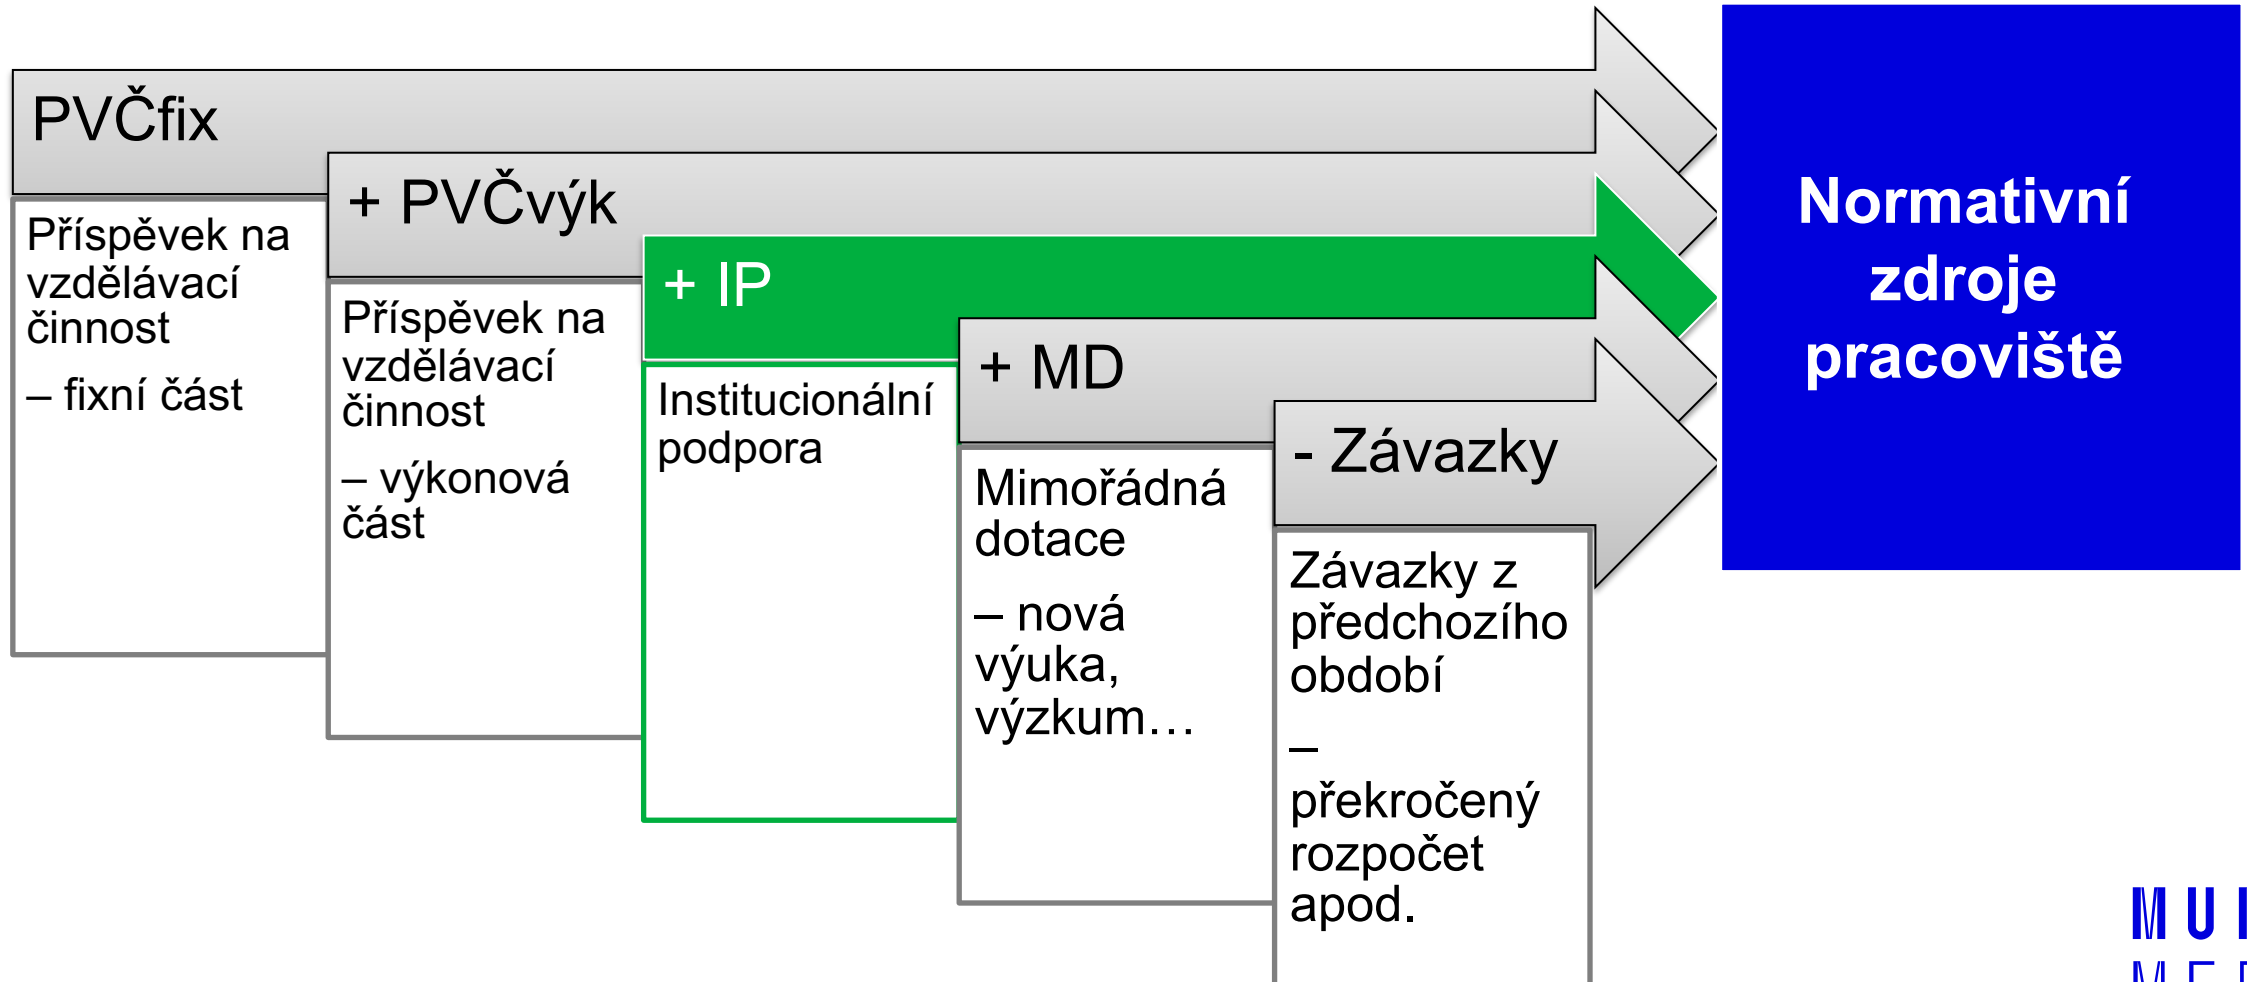 PVČfix
Příspěvek na
vzdělávací
činnost
– fixní část
+ PVČvýk
Příspěvek na
vzdělávací
činnost
– výkonová
část
+ IP
Institucionální
podpora
+ MD
Mimořádná
dotace
– nová
výuka,
výzkum…
- Závazky
Závazky z
předchozího
období
–
překročený
rozpočet
apod.
Normativní
zdroje
pracoviště
MU